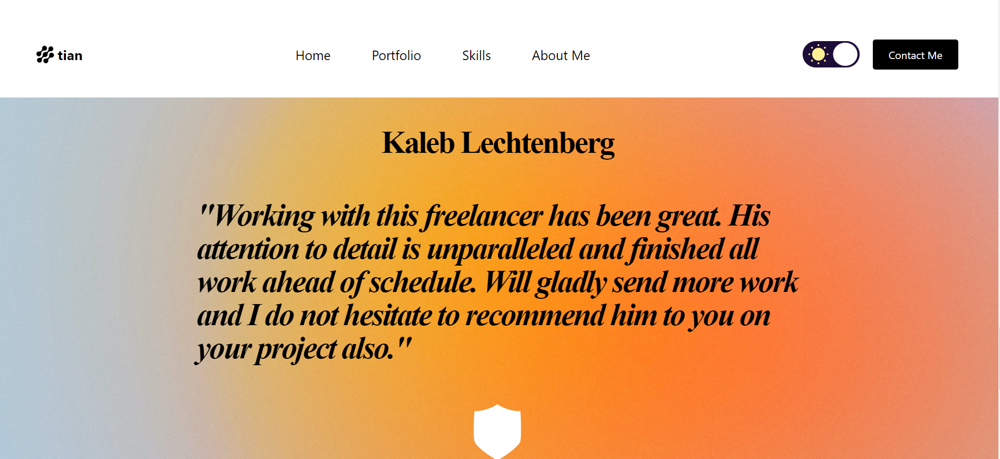 tian
Home
Portfolio
Skills
About Me
Contact Me
Kaleb Lechtenberg
"Working with this freelancer has been great. His
attention to detail is unparalleled and finished all
work ahead of schedule. Will gladly send more work
and I do not hesitate to recommend him to you on
your project also."